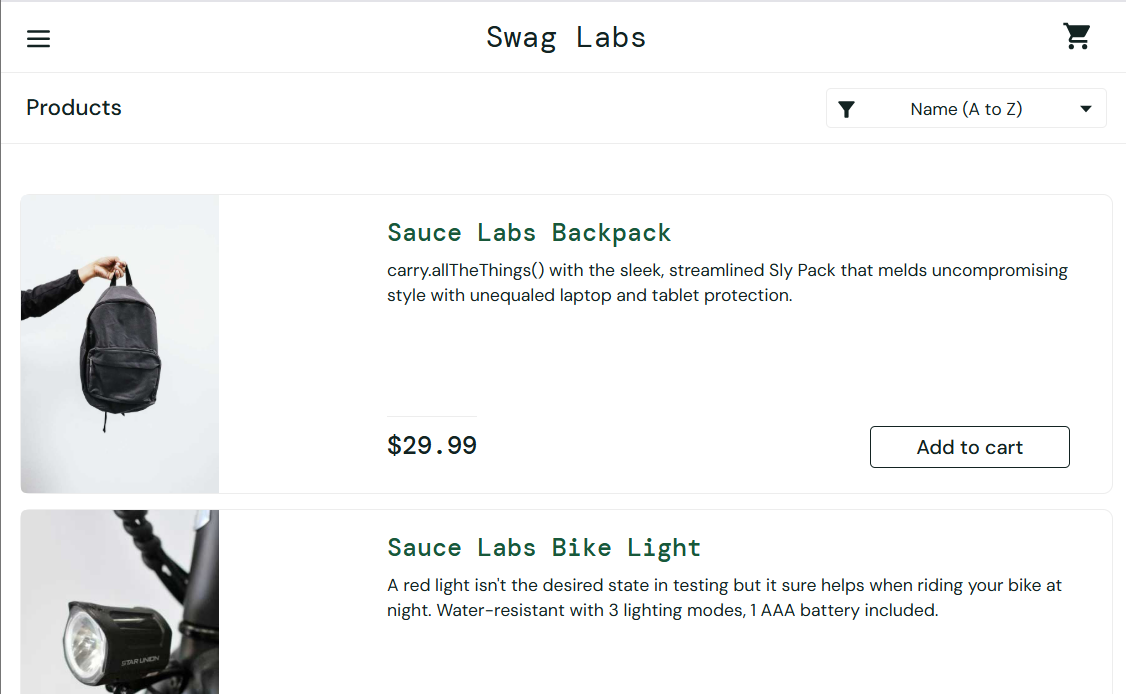 Swag Labs
Products
Name (A to Z)
Sauce Labs Backpack
carry.allTheThings() with the sleek, streamlined Sly Pack that melds uncompromising
style with unequaled laptop and tablet protection.
$29.99
Add to cart
Sauce Labs Bike Light
A red light isn't the desired state in testing but it sure helps when riding your bike at
night. Water-resistant with 3 lighting modes, 1 AAA battery included.
STAR UNION